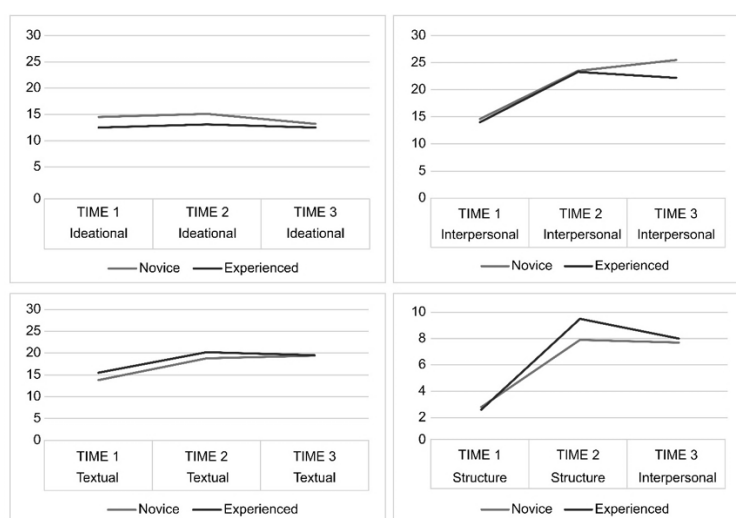 30
25
20
15
10
5
0
TIME 1 TIME 2 TIME 3
Ideational Ideational Ideational
Novice Experienced
30
25
20
15
10
5
0
TIME 1 TIME 2 TIME 3
Interpersonal Interpersonal Interpersonal
Novice Experienced
30
25
20
15
10
5
0
TIME 1 TIME 2 TIME 3
Textual Textual Textual
Novice Experienced
10
8
6
4
2
0
TIME 1 TIME 2 TIME 3
Structure Structure Interpersonal
Novice Experienced